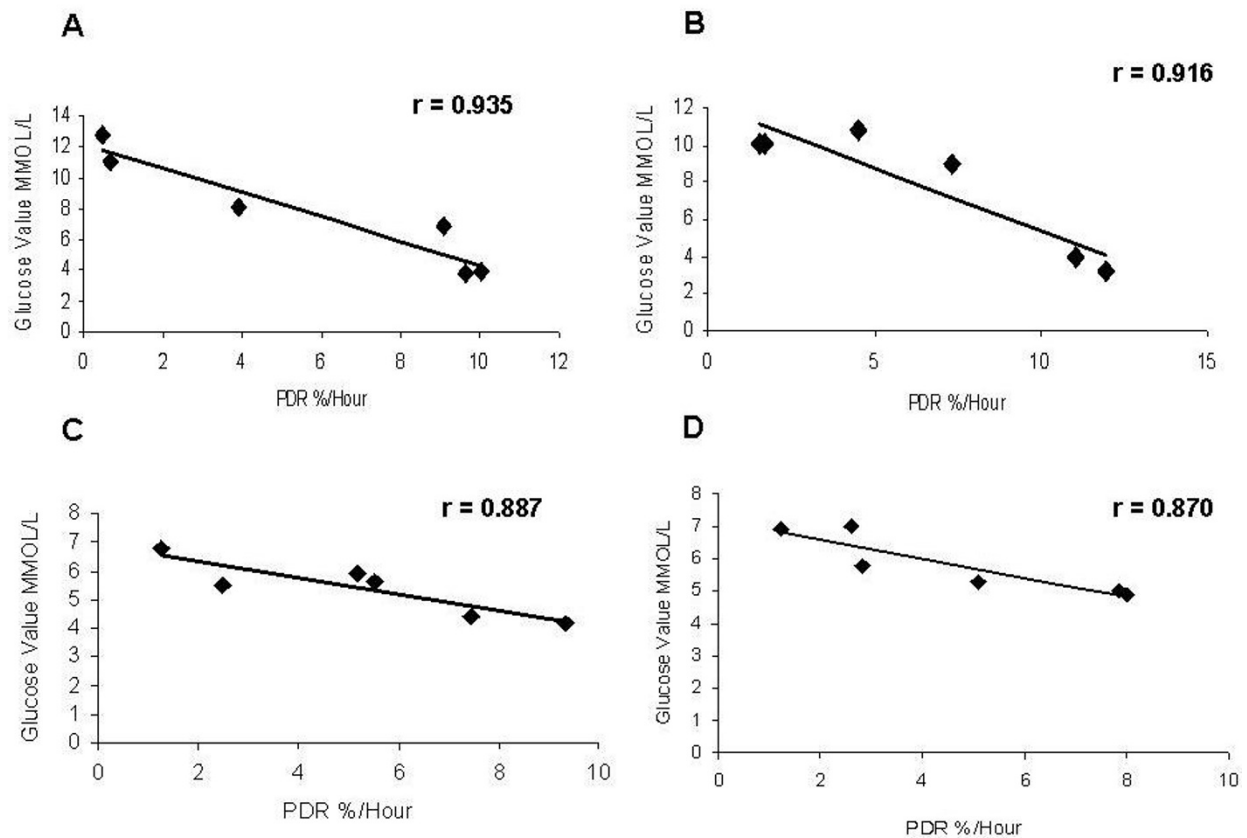 A
r = 0.935
Glucose Value MMOL/L
14
12
10
8
6
4
2
0
0 2 4 6 8 10 12
PDR %/Hour
B
r = 0.916
Glucose Value MMOL/L
12
10
8
6
4
2
0
0 5 10 15
PDR %/Hour
C
r = 0.887
Glucose Value MMOL/L
8
7
6
5
4
3
2
1
0
0 2 4 6 8 10
PDR %/Hour
D
r = 0.870
Glucose Value MMOL/L
8
7
6
5
4
3
2
1
0
0 2 4 6 8 10
PDR %/Hour